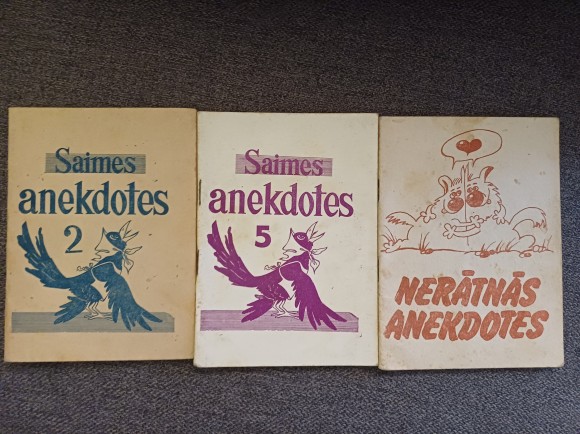 Saimes
anekdotes
2
Saimes
anekdotes
5
NERĀTNĀS
ANEKDOTES